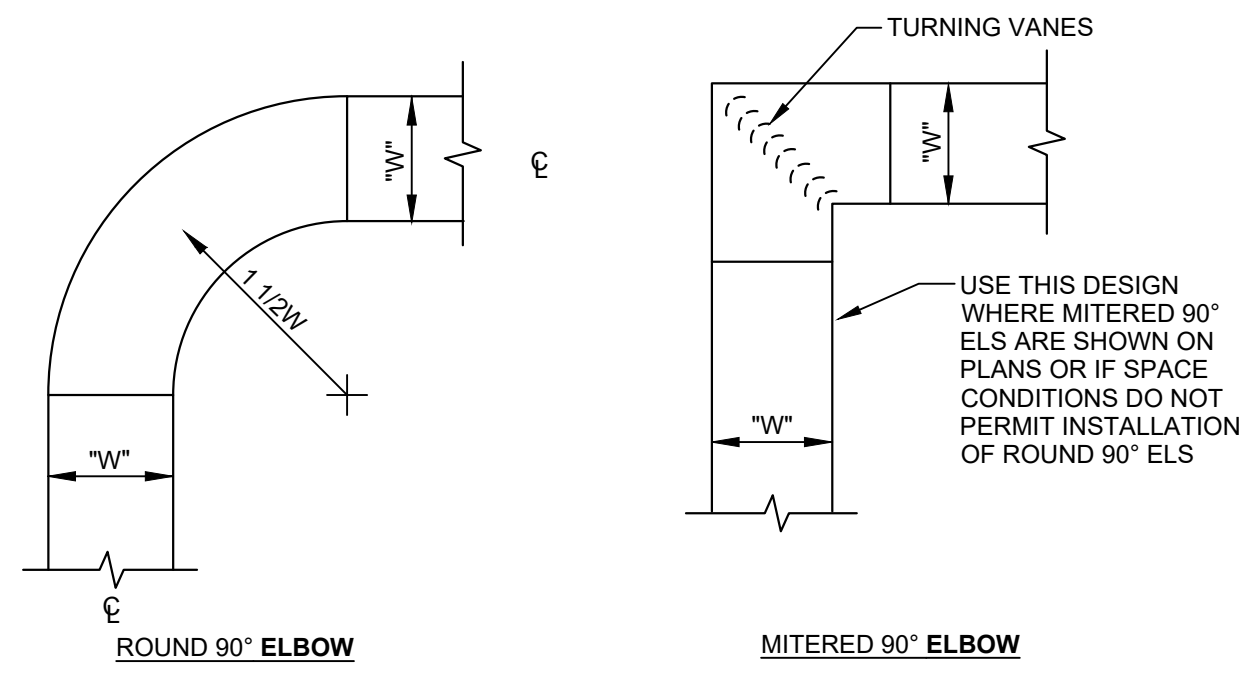 TURNING VANES
"W"
℄
"W"
1 1/2W
USE THIS DESIGN
WHERE MITERED 90°
ELS ARE SHOWN ON
PLANS OR IF SPACE
CONDITIONS DO NOT
PERMIT INSTALLATION
OF ROUND 90° ELS
"W"
"W"
℄
ROUND 90° ELBOW
MITERED 90° ELBOW